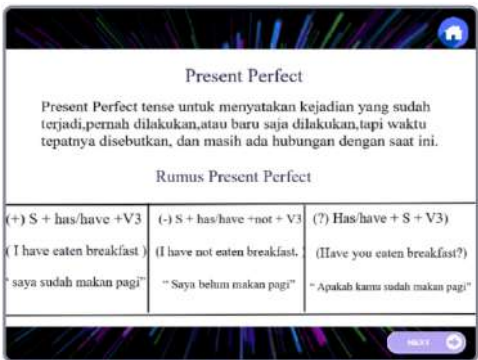 Present Perfect
Present Perfect tense untuk menyatakan kejadian yang sudah
terjadi,pernah dilakukan,atau baru saja dilakukan,tapi waktu
tepatnya disebutkan, dan masih ada hubungan dengan saat ini.
Rumus Present Perfect
(+) S + has/have +V3
(-) S + has/have +not + V3
(?) Has/have + S + V3)
( I have eaten breakfast )
(I have not eaten breakfast,
(Have you eaten breakfast?)
" saya sudah makan pagi"
" Saya belum makan pagi"
" Apakah kamu sudah makan pagi"
NEXT